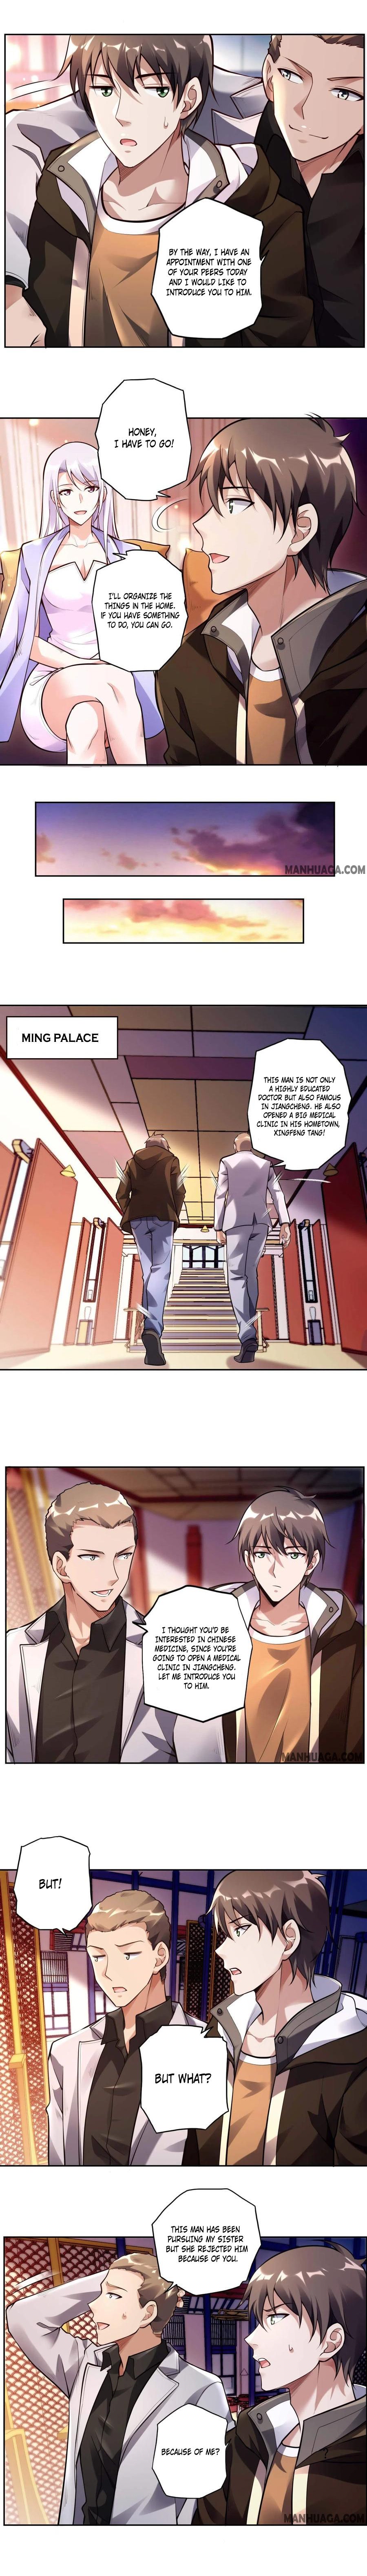 BY THE WAY, I HAVE AN
APPOINTMENT WITH ONE
OF YOUR PEERS TODAY
AND I WOULD LIKE TO
INTRODUCE YOU TO HIM.
HONEY,
I HAVE TO GO!
I'LL ORGANIZE THE
THINGS IN THE HOME.
IF YOU HAVE SOMETHING
TO DO, YOU CAN GO.
MANHUAGA.COM
MING PALACE
THIS MAN IS NOT ONLY
A HIGHLY EDUCATED
DOCTOR BUT ALSO FAMOUS
IN JIANGCHENG. HE ALSO
OPENED A BIG MEDICAL
CLINIC IN HIS HOMETOWN,
XINGFENG TANG!
I THOUGHT YOU'D BE
INTERESTED IN CHINESE
MEDICINE, SINCE YOU'RE
GOING TO OPEN A MEDICAL
CLINIC IN JIANGCHENG.
LET ME INTRODUCE YOU
TO HIM.
MANHUAGA.COM
BUT!
BUT WHAT?
THIS MAN HAS BEEN
PURSUING MY SISTER
BUT SHE REJECTED HIM
BECAUSE OF YOU.
BECAUSE OF ME?
?
MANHUAGA.COM